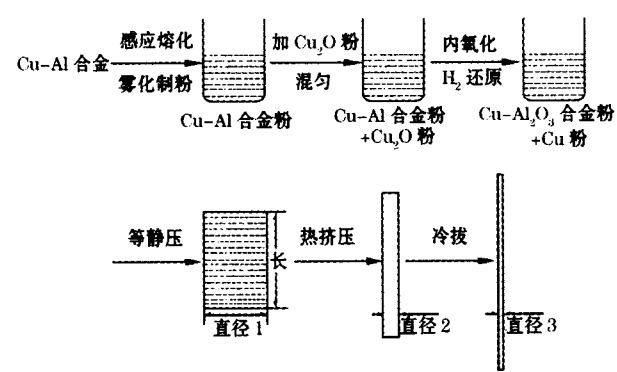 Cu-Al 合金
感应熔化
雾化制粉
Cu-Al 合金粉
加 Cu₂O 粉
混匀
Cu-Al 合金粉
+Cu₂O 粉
内氧化
H₂ 还原
Cu-Al₂O₃ 合金粉
+Cu 粉
等静压
长
直径 1
热挤压
直径 2
冷拔
直径 3